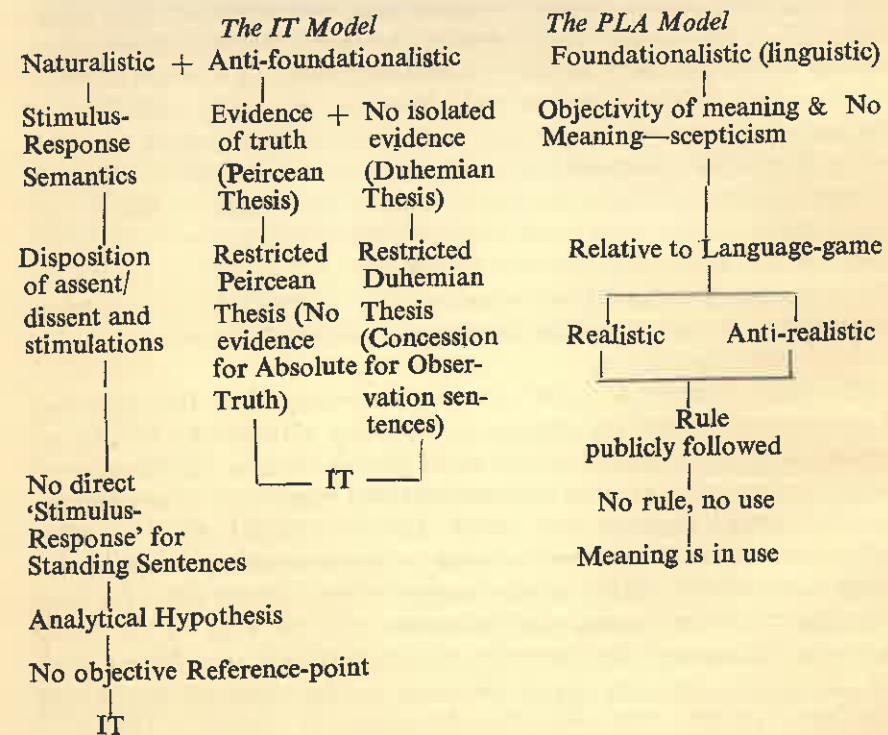 The IT Model
Naturalistic + Anti-foundationalistic
Stimulus-
Response
Semantics
Disposition
of assent/
dissent and
stimulations
No direct
'Stimulus-
Response' for
Standing Sentences
Analytical Hypothesis
No objective Reference-point
IT
Evidence + No isolated
of truth evidence
(Peircean (Duhemian
Thesis) Thesis)
Restricted Restricted
Peircean Duhemian
Thesis (No Thesis
evidence (Concession
for Absolute for Obser-
Truth) vation sen-
tences)
IT
The PLA Model
Foundationalistic (linguistic)
Objectivity of meaning & No
Meaning—scepticism
Relative to Language-game
Realistic Anti-realistic
Rule
publicly followed
No rule, no use
Meaning is in use